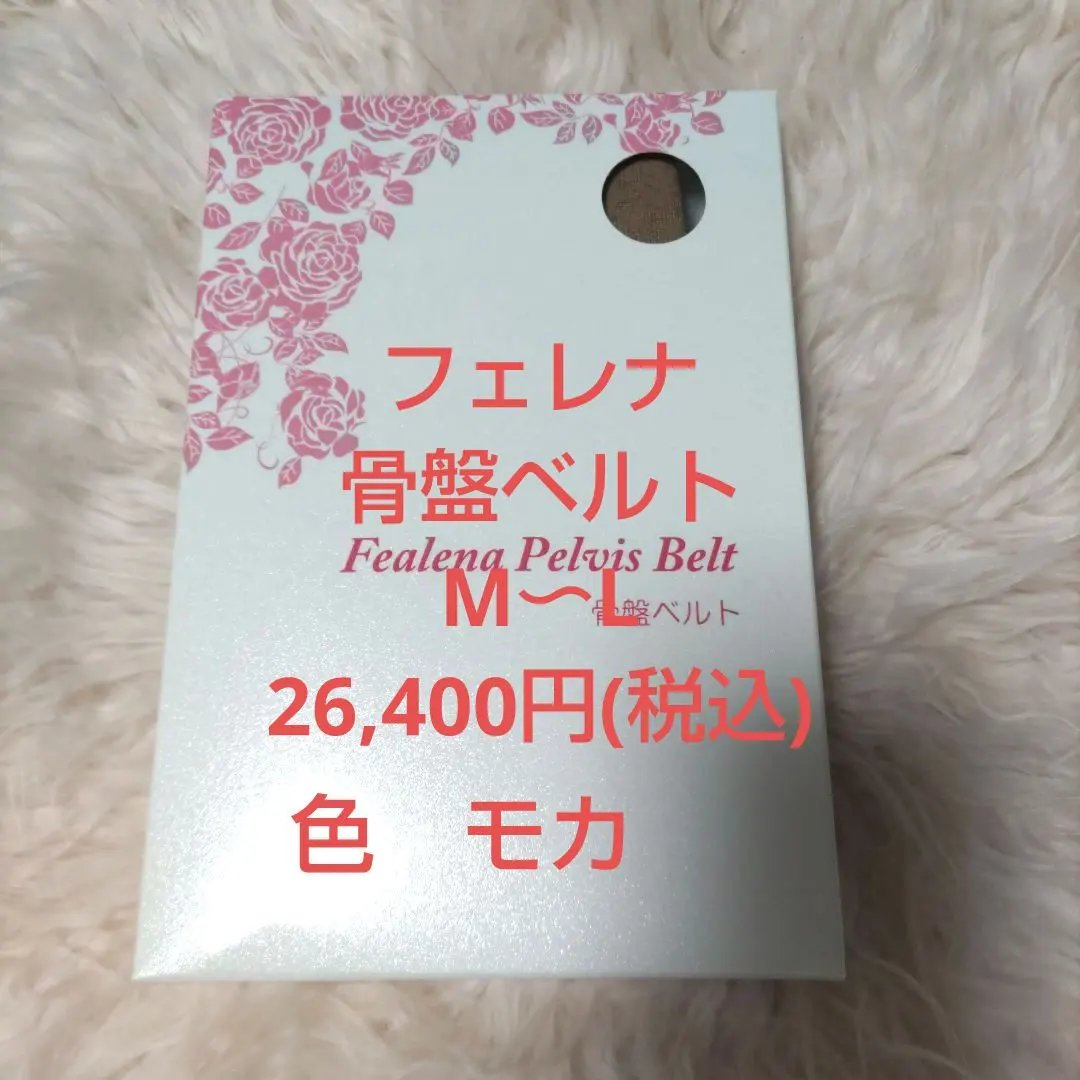 フェレナ
骨盤ベルト
Fealena Pelvis Belt
M〜L
骨盤ベルト
26,400円(税込)
色　モカ